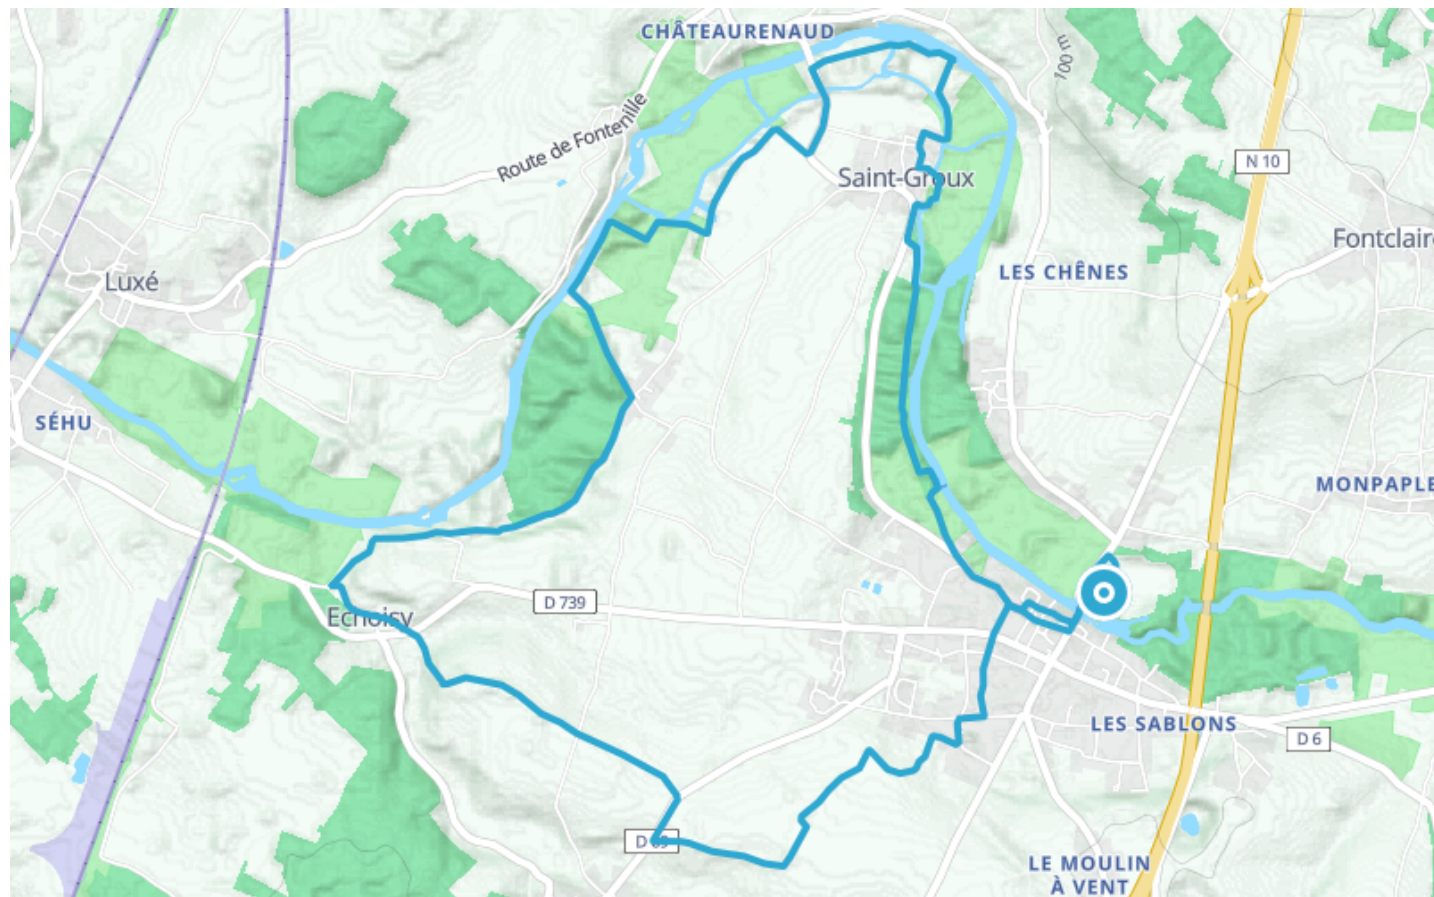 CHÂTEAURENAUD
100 m
Route de Fontenille
N 10
Saint-Groux
Fontclair
LES CHÊNES
Luxé
SÉHU
MONPAPLE
D 739
Echoisy
LES SABLONS
D 6
D 69
LE MOULIN
À VENT